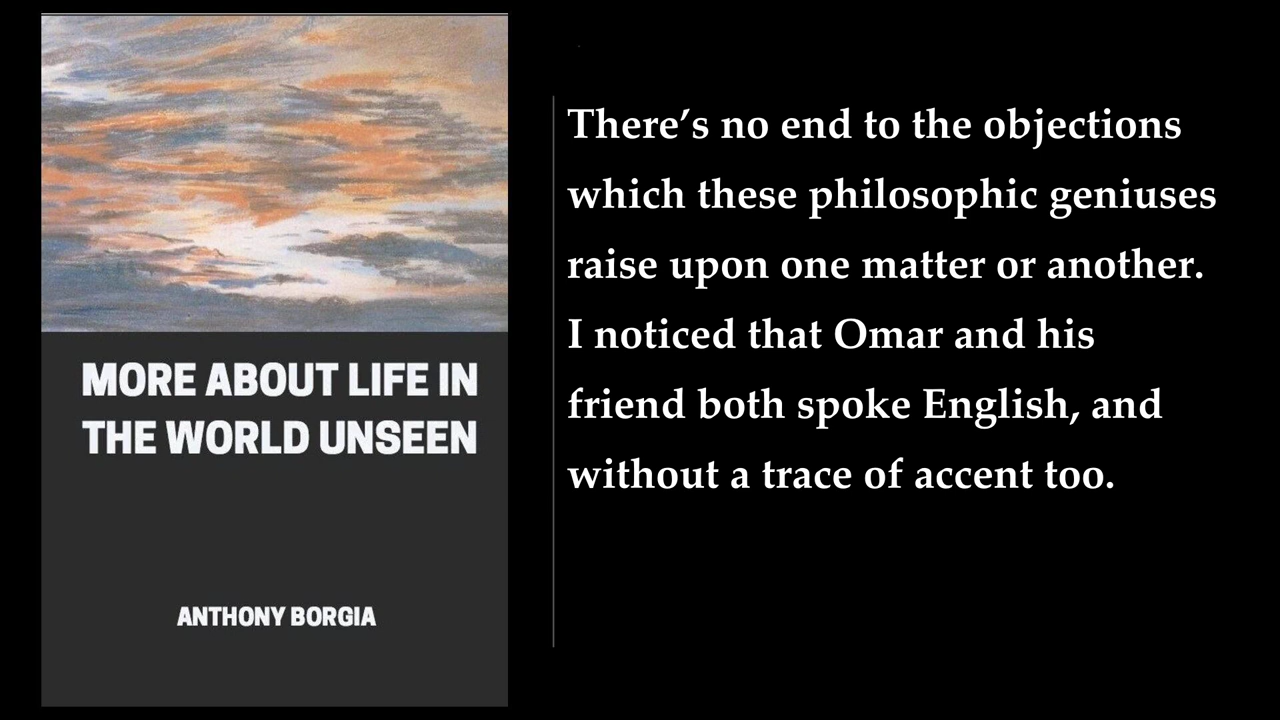 MORE ABOUT LIFE IN
THE WORLD UNSEEN
ANTHONY BORGIA
There’s no end to the objections
which these philosophic geniuses
raise upon one matter or another.
I noticed that Omar and his
friend both spoke English, and
without a trace of accent too.